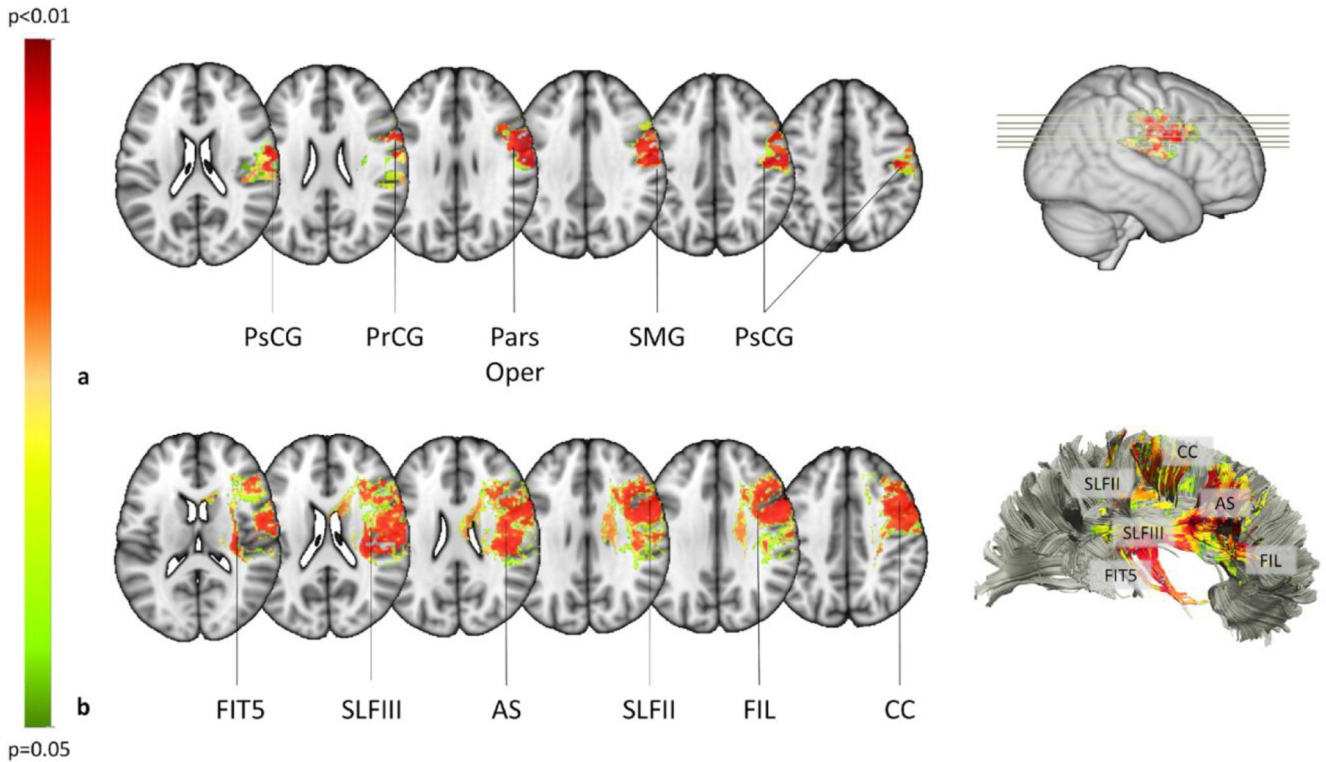 p<0.01
PsCG
PrCG
Pars
Oper
SMG
PsCG
a
CC
SLFII
AS
SLFIII
FIL
FIT5
b
FIT5
SLFIII
AS
SLFII
FIL
CC
p=0.05